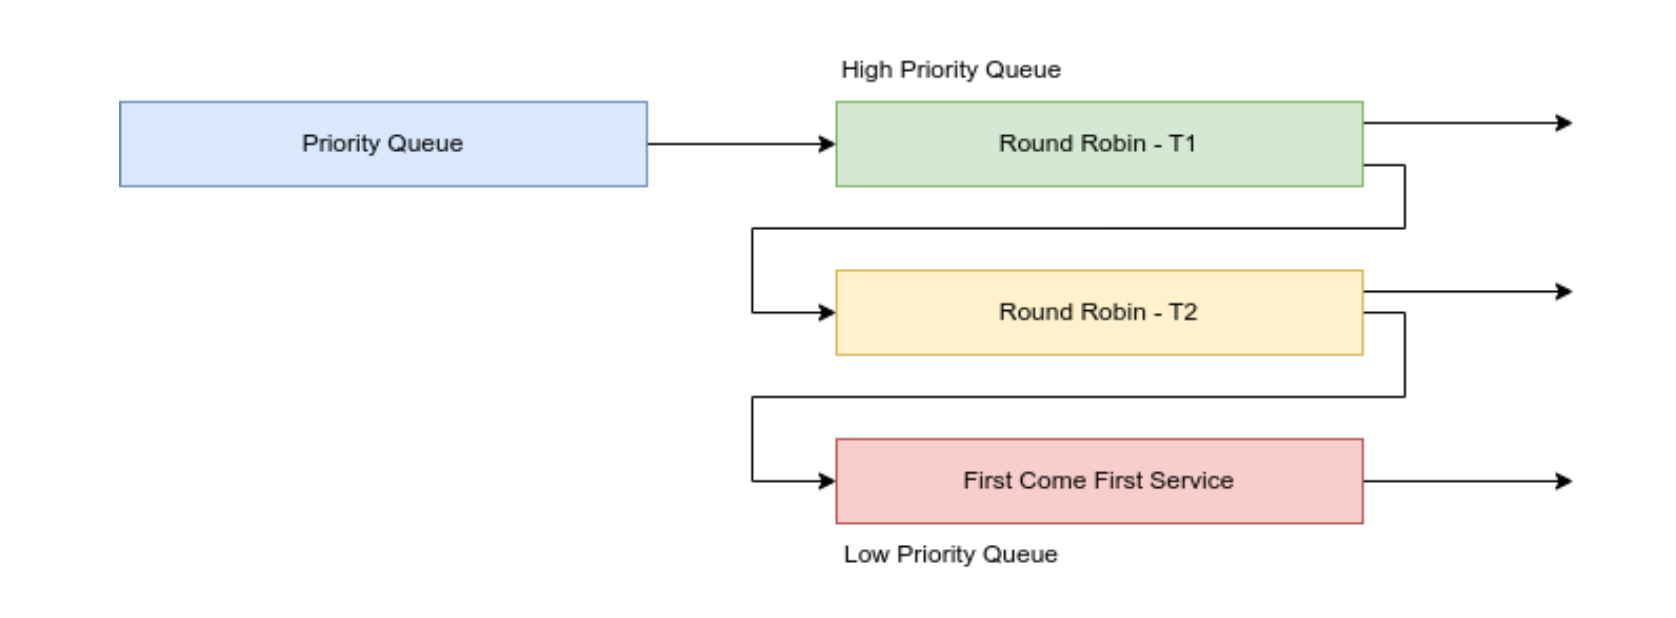 High Priority Queue
Priority Queue
Round Robin - T1
Round Robin - T2
First Come First Service
Low Priority Queue